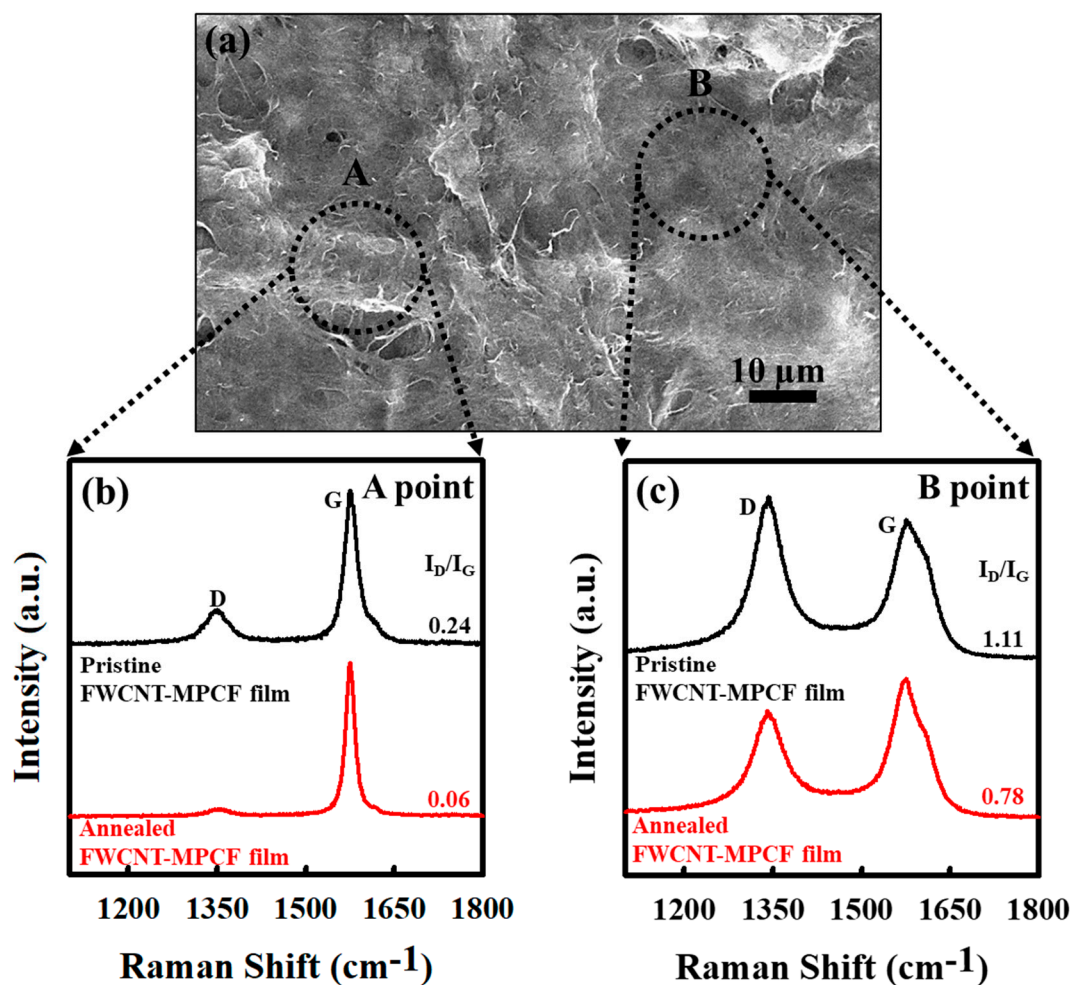 (a)
A
B
10 μm
(b)
A point
G
D
I_D/I_G
0.24
Pristine
FWCNT-MPCF film
0.06
Annealed
FWCNT-MPCF film
1200 1350 1500 1650 1800
Raman Shift (cm⁻¹)
Intensity (a.u.)
(c)
B point
D
G
I_D/I_G
1.11
Pristine
FWCNT-MPCF film
0.78
Annealed
FWCNT-MPCF film
1200 1350 1500 1650 1800
Raman Shift (cm⁻¹)
Intensity (a.u.)